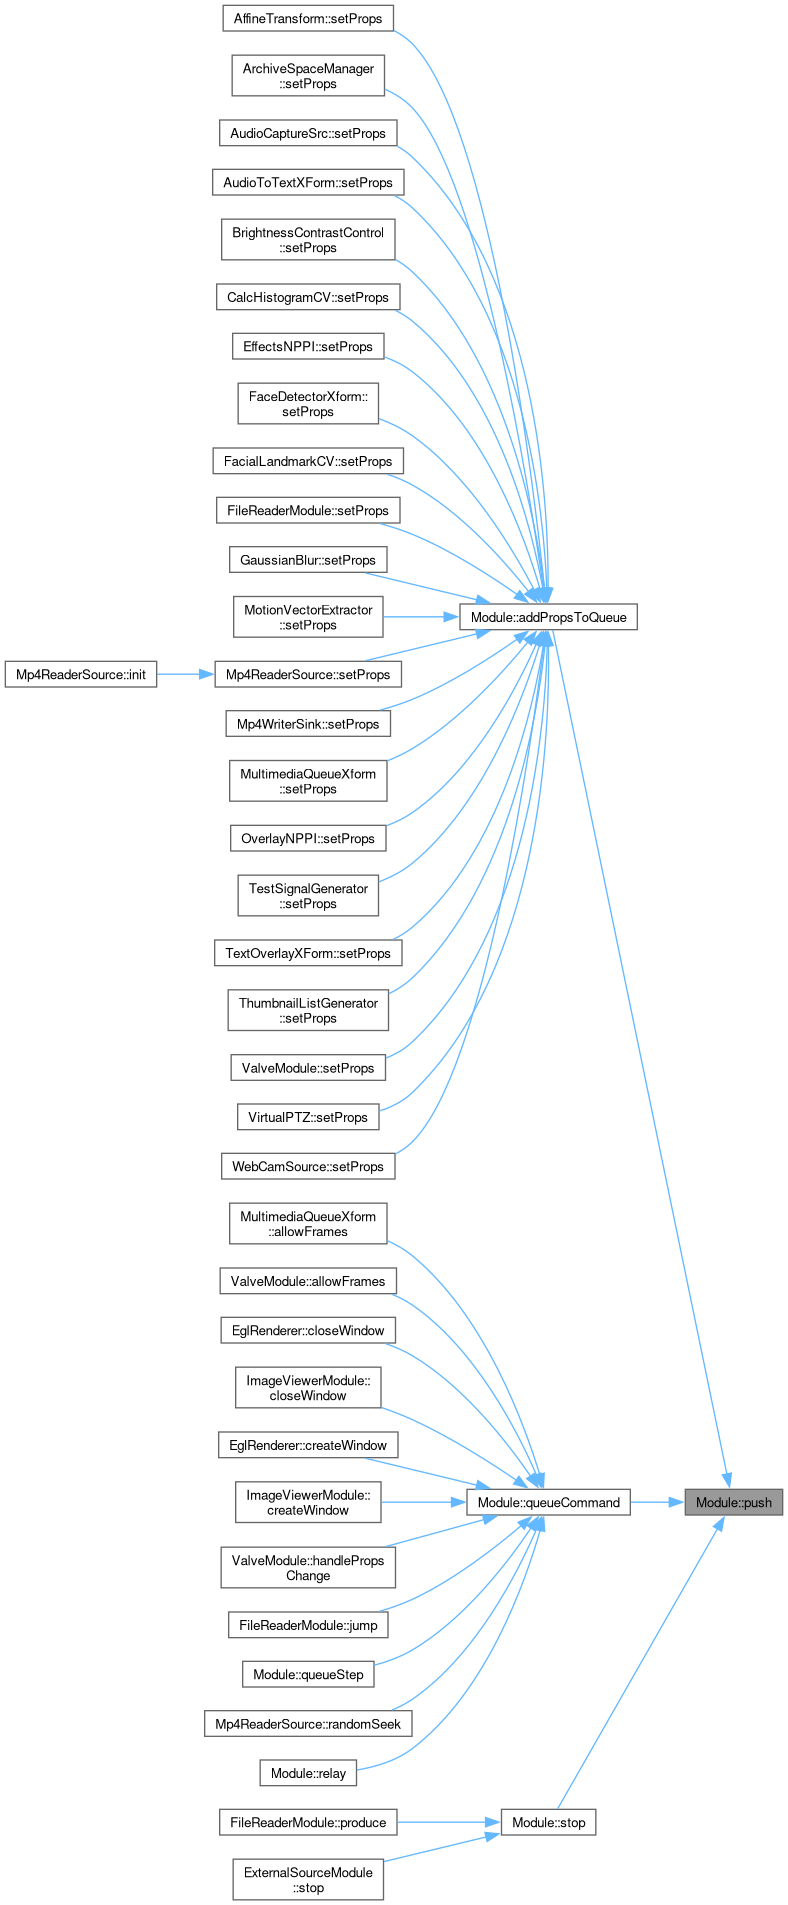 AffineTransform::setProps
ArchiveSpaceManager
::setProps
AudioCaptureSrc::setProps
AudioToTextXForm::setProps
BrightnessContrastControl
::setProps
CalcHistogramCV::setProps
EffectsNPPI::setProps
FaceDetectorXform::
setProps
FacialLandmarkCV::setProps
FileReaderModule::setProps
GaussianBlur::setProps
MotionVectorExtractor
::setProps
Module::addPropsToQueue
Mp4ReaderSource::init
Mp4ReaderSource::setProps
Mp4WriterSink::setProps
MultimediaQueueXform
::setProps
OverlayNPPI::setProps
TestSignalGenerator
::setProps
TextOverlayXForm::setProps
ThumbnailListGenerator
::setProps
ValveModule::setProps
VirtualPTZ::setProps
WebCamSource::setProps
MultimediaQueueXform
::allowFrames
ValveModule::allowFrames
EglRenderer::closeWindow
ImageViewerModule::
closeWindow
EglRenderer::createWindow
ImageViewerModule::
createWindow
Module::queueCommand
Module::push
ValveModule::handleProps
Change
FileReaderModule::jump
Module::queueStep
Mp4ReaderSource::randomSeek
Module::relay
FileReaderModule::produce
Module::stop
ExternalSourceModule
::stop